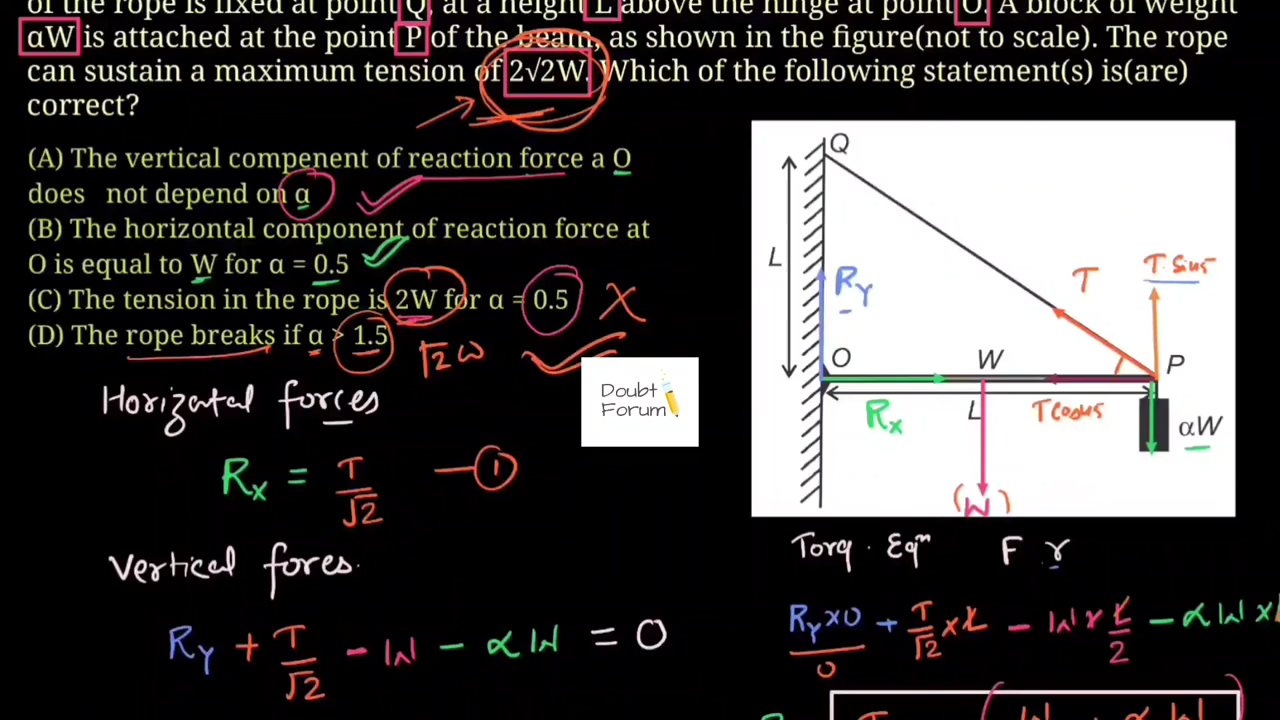 of the rope is fixed at point Q, at a height L above the hinge at point O. A block of weight
αW is attached at the point P of the beam, as shown in the figure(not to scale). The rope
can sustain a maximum tension of 2√2W. Which of the following statement(s) is(are)
correct?
(A) The vertical compenent of reaction force a O
does not depend on α
(B) The horizontal component of reaction force at
O is equal to W for α = 0.5
(C) The tension in the rope is 2W for α = 0.5 X
(D) The rope breaks if α > 1.5
√2 W
Q
L
Ry
T
T sin45
O
W
P
Rx
L
Tcos45
αW
(W)
Doubt
Forum
Horizatal forces
Rx = T/√2 —①
Vertical fores.
Ry + T/√2 - W - αW = 0
Torq. Eqⁿ F r
Ry×0 + T/√2 × L - W × L/2 - αW×
0